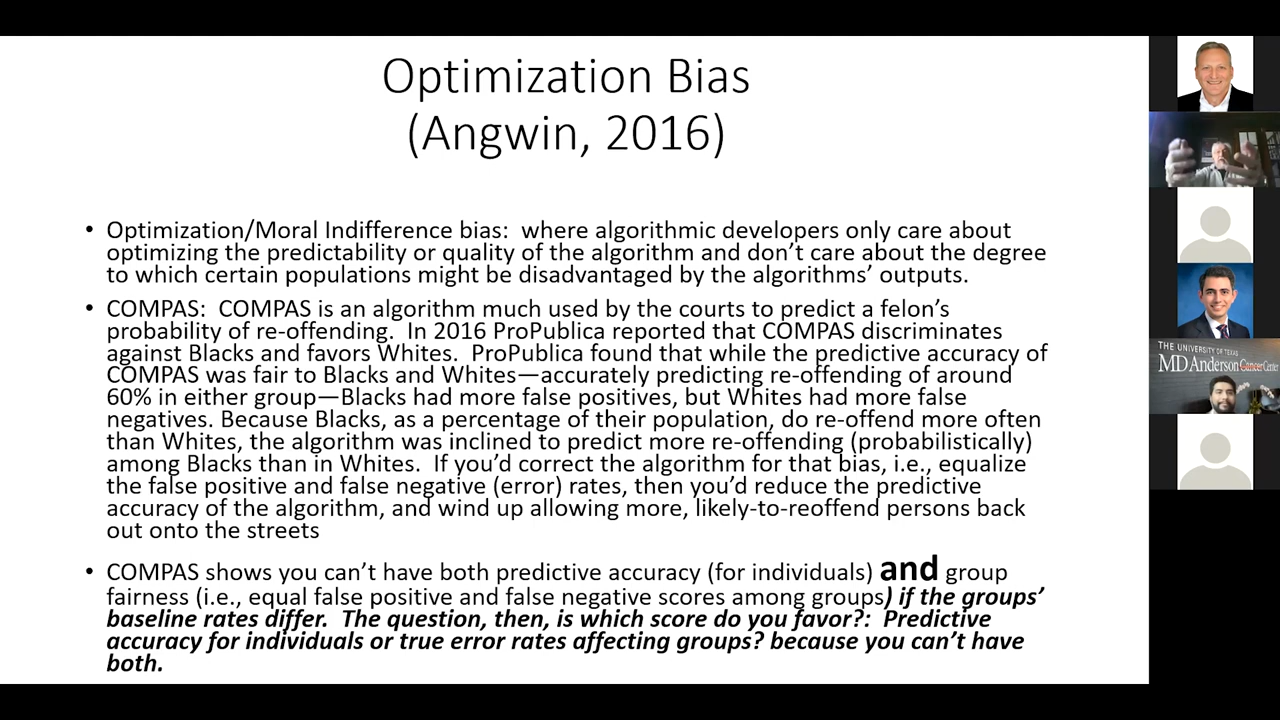 Optimization Bias
(Angwin, 2016)
• Optimization/Moral Indifference bias:  where algorithmic developers only care about
optimizing the predictability or quality of the algorithm and don’t care about the degree
to which certain populations might be disadvantaged by the algorithms’ outputs.
• COMPAS:  COMPAS is an algorithm much used by the courts to predict a felon’s
probability of re-offending.  In 2016 ProPublica reported that COMPAS discriminates
against Blacks and favors Whites.  ProPublica found that while the predictive accuracy of
COMPAS was fair to Blacks and Whites—accurately predicting re-offending of around
60% in either group—Blacks had more false positives, but Whites had more false
negatives. Because Blacks, as a percentage of their population, do re-offend more often
than Whites, the algorithm was inclined to predict more re-offending (probabilistically)
among Blacks than in Whites.  If you’d correct the algorithm for that bias, i.e., equalize
the false positive and false negative (error) rates, then you’d reduce the predictive
accuracy of the algorithm, and wind up allowing more, likely-to-reoffend persons back
out onto the streets
• COMPAS shows you can’t have both predictive accuracy (for individuals) and group
fairness (i.e., equal false positive and false negative scores among groups) if the groups’
baseline rates differ.  The question, then, is which score do you favor?:  Predictive
accuracy for individuals or true error rates affecting groups? because you can’t have
both.
THE UNIVERSITY OF TEXAS
MD Anderson Cancer Center